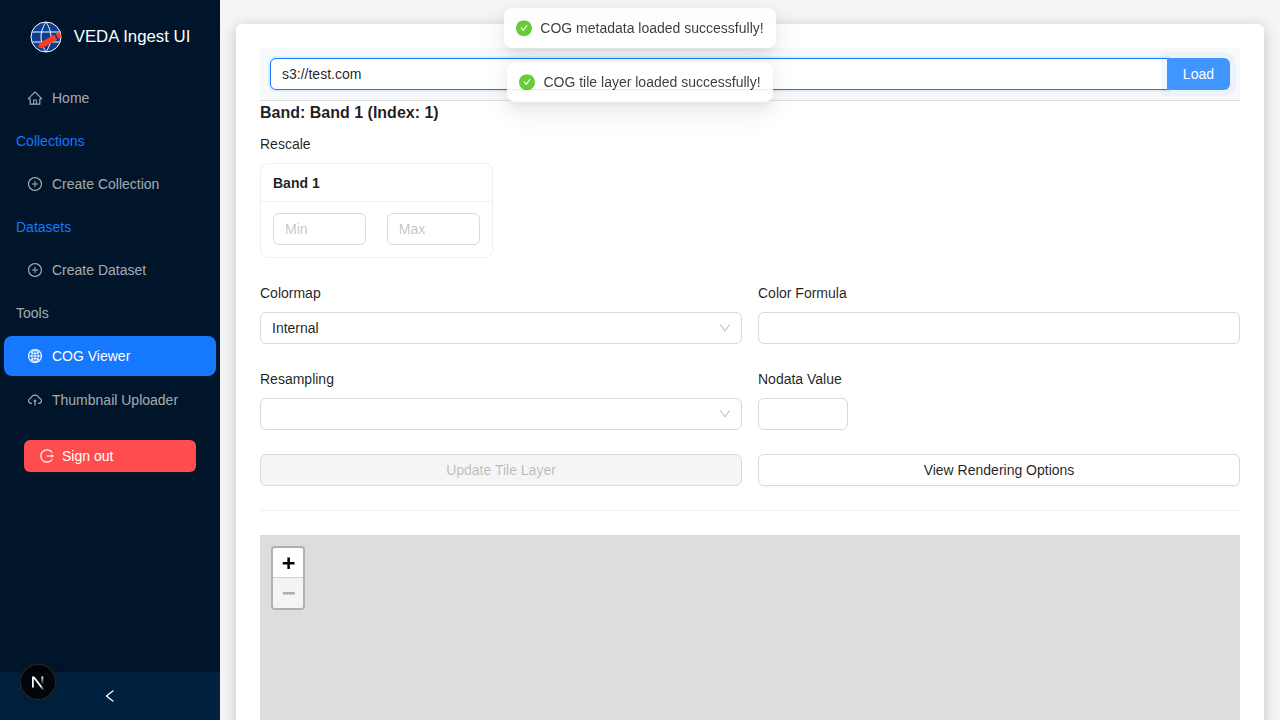 VEDA Ingest UI
Home
Collections
Create Collection
Datasets
Create Dataset
Tools
COG Viewer
Thumbnail Uploader
Sign out
N
COG metadata loaded successfully!
s3://test.com
Load
COG tile layer loaded successfully!
Band: Band 1 (Index: 1)
Rescale
Band 1
Min
Max
Colormap
Color Formula
Internal
Resampling
Nodata Value
Update Tile Layer
View Rendering Options
+
−